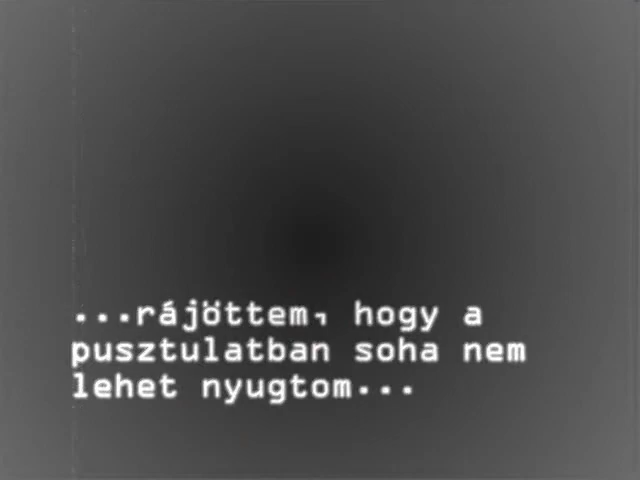 ...rájöttem, hogy a
pusztulatban soha nem
lehet nyugtom...